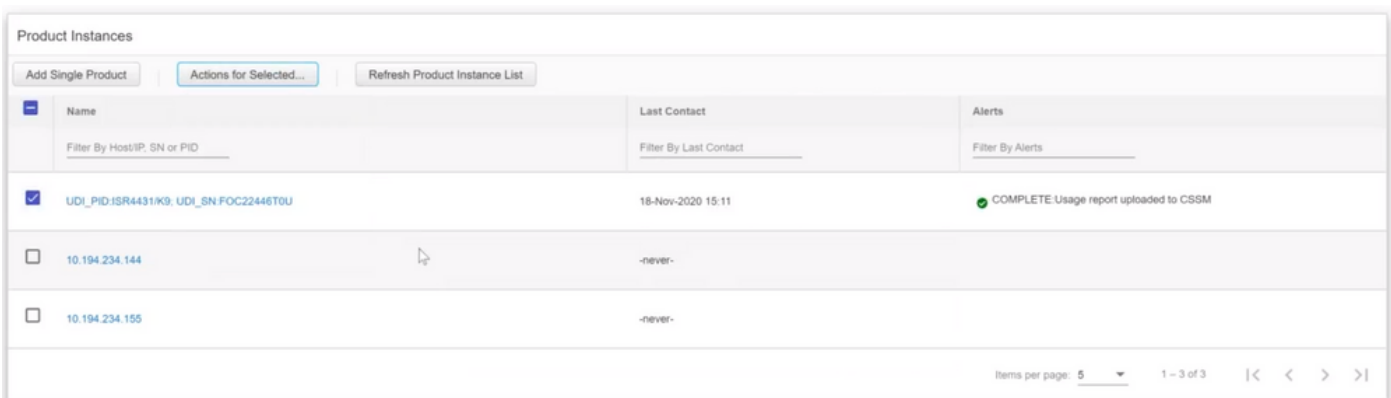 Product Instances
Add Single Product Actions for Selected... Refresh Product Instance List
Name Last Contact Alerts
Filter By Host/IP, SN or PID Filter By Last Contact Filter By Alerts
UDI_PID:ISR4431/K9; UDI_SN:FOC22446T0U 18-Nov-2020 15:11 COMPLETE:Usage report uploaded to CSSM
10.194.234.144 -never-
10.194.234.155 -never-
Items per page: 5 1 – 3 of 3